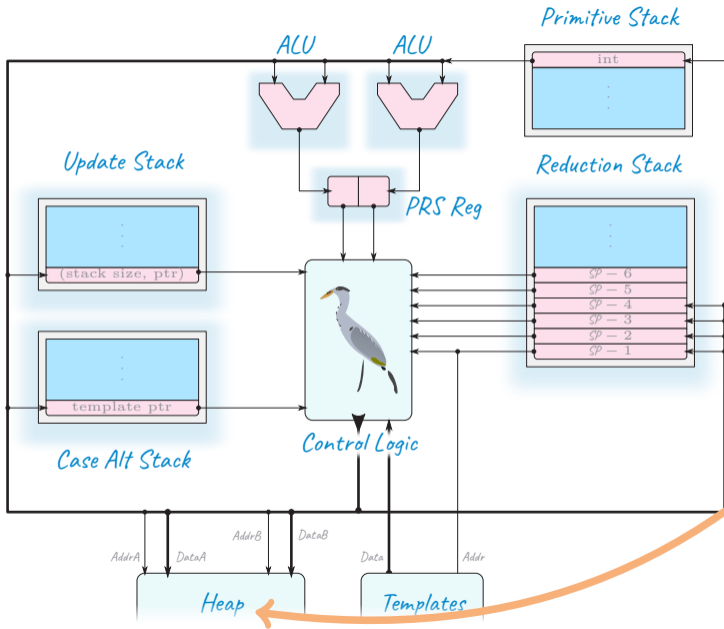 Primitive Stack
ALU
ALU
int
Update Stack
Reduction Stack
PRS Reg
(stack size, ptr)
SP − 6
SP − 5
SP − 4
SP − 3
SP − 2
SP − 1
template ptr
Control Logic
Case Alt Stack
AddrA
DataA
AddrB
DataB
Data
Addr
Heap
Templates